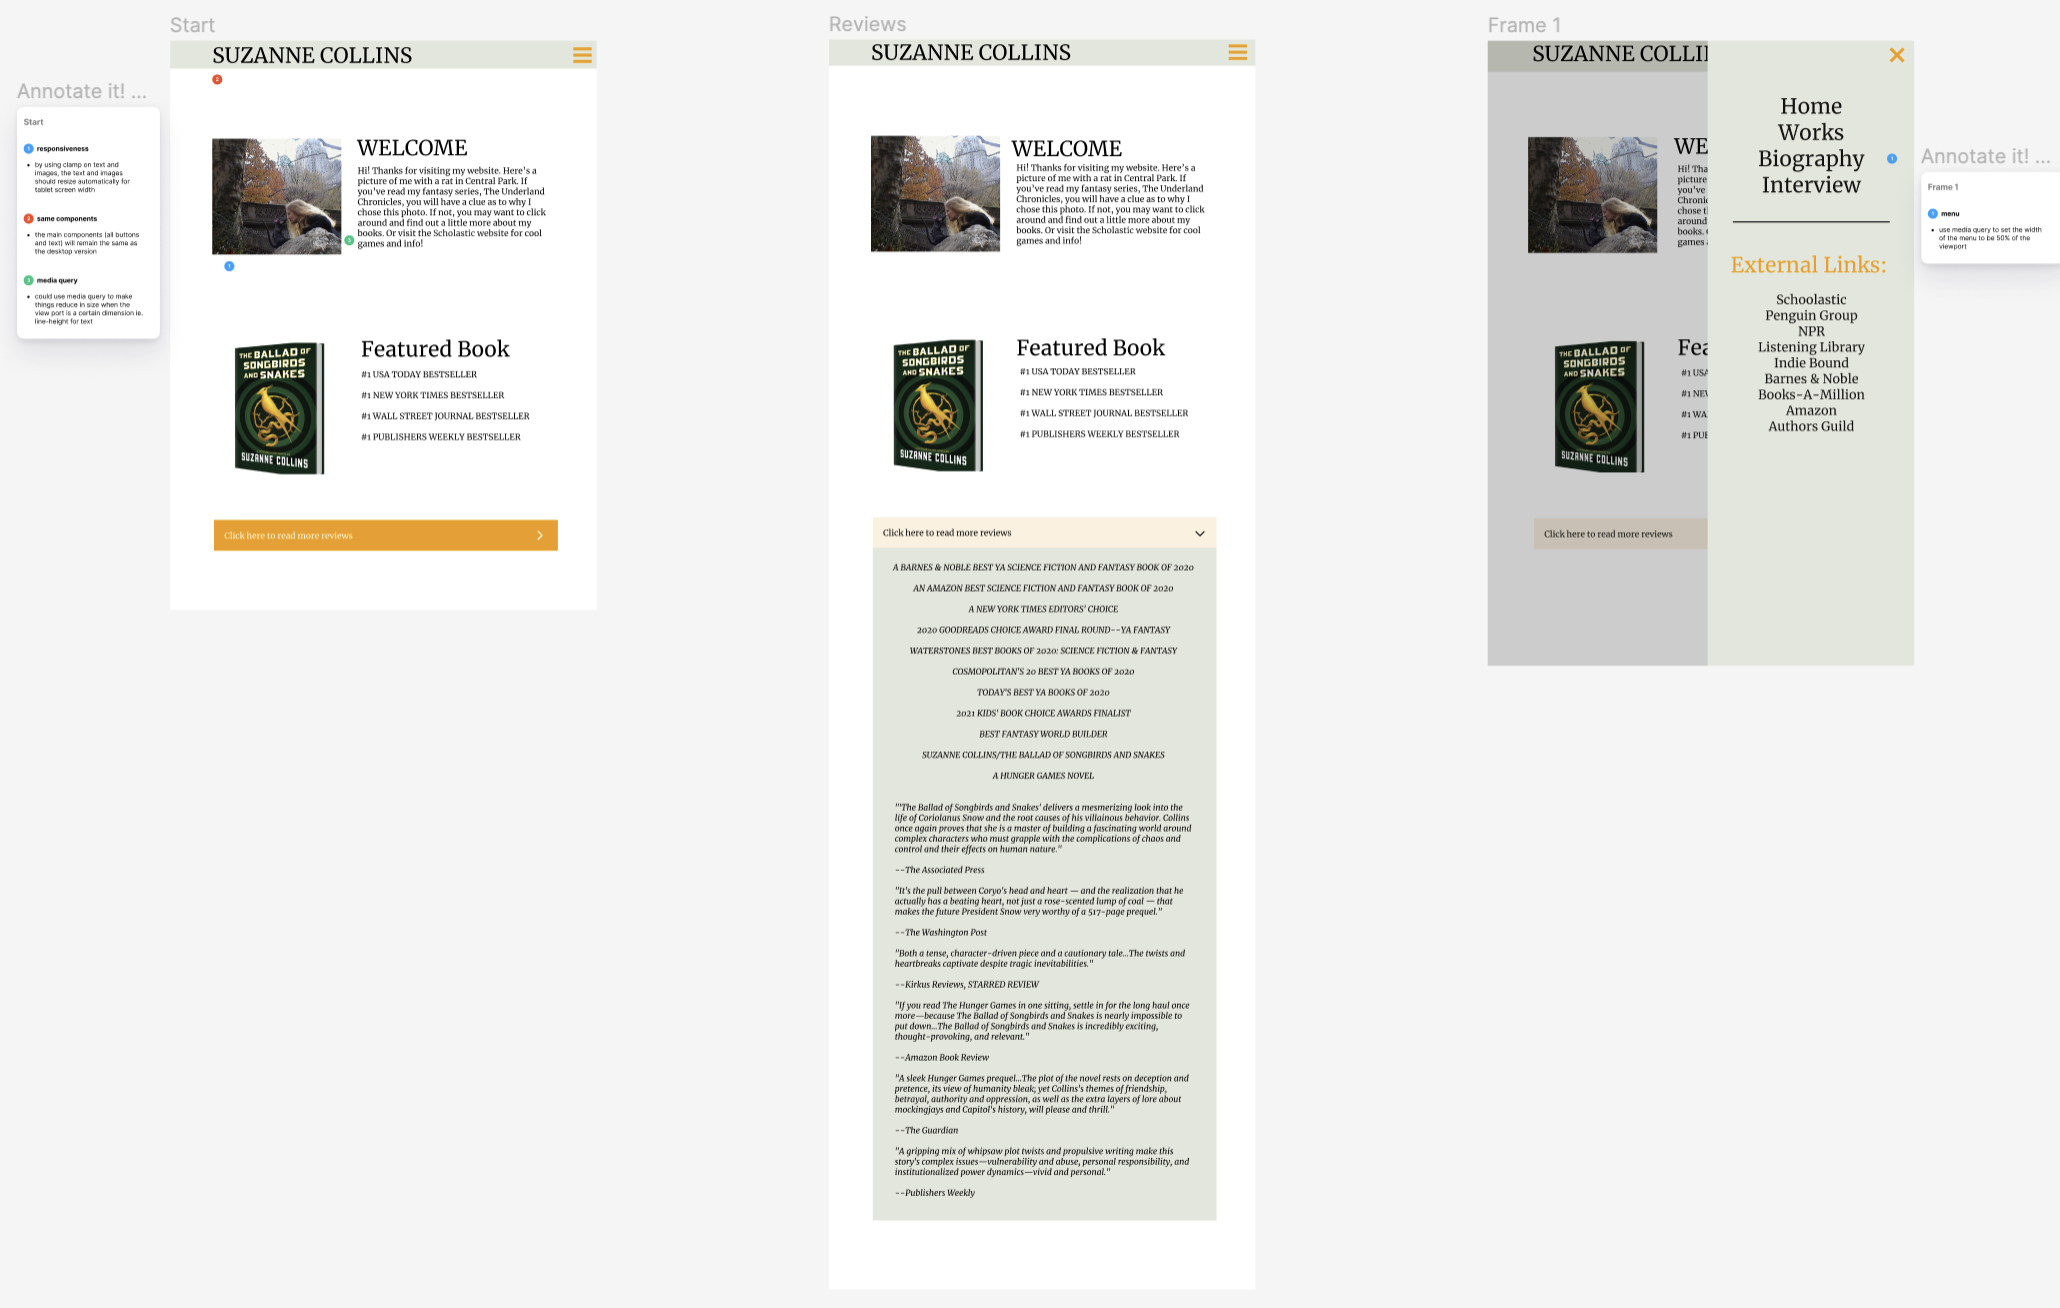 Start
Annotate it! ...
Start
1 responsiveness
• by using clamp on text and
images, the text and images
should resize automatically for
tablet screen width
2 same components
• the main components (all buttons
and text) will remain the same as
the desktop version
3 media query
• could use media query to make
things reduce in size when the
view port is a certain dimension ie.
line-height for text
SUZANNE COLLINS
2
WELCOME
Hi! Thanks for visiting my website. Here's a
picture of me with a rat in Central Park. If
you've read my fantasy series, The Underland
Chronicles, you will have a clue as to why I
chose this photo. If not, you may want to click
around and find out a little more about my
books. Or visit the Scholastic website for cool
games and info!
3
1
THE BALLAD OF
SONGBIRDS
AND SNAKES
SUZANNE COLLINS
Featured Book
#1 USA TODAY BESTSELLER
#1 NEW YORK TIMES BESTSELLER
#1 WALL STREET JOURNAL BESTSELLER
#1 PUBLISHERS WEEKLY BESTSELLER
Click here to read more reviews
Reviews
SUZANNE COLLINS
WELCOME
Hi! Thanks for visiting my website. Here's a
picture of me with a rat in Central Park. If
you've read my fantasy series, The Underland
Chronicles, you will have a clue as to why I
chose this photo. If not, you may want to click
around and find out a little more about my
books. Or visit the Scholastic website for cool
games and info!
THE BALLAD OF
SONGBIRDS
AND SNAKES
SUZANNE COLLINS
Featured Book
#1 USA TODAY BESTSELLER
#1 NEW YORK TIMES BESTSELLER
#1 WALL STREET JOURNAL BESTSELLER
#1 PUBLISHERS WEEKLY BESTSELLER
Click here to read more reviews
A BARNES & NOBLE BEST YA SCIENCE FICTION AND FANTASY BOOK OF 2020
AN AMAZON BEST SCIENCE FICTION AND FANTASY BOOK OF 2020
A NEW YORK TIMES EDITORS' CHOICE
2020 GOODREADS CHOICE AWARD FINAL ROUND--YA FANTASY
WATERSTONES BEST BOOKS OF 2020: SCIENCE FICTION & FANTASY
COSMOPOLITAN'S 20 BEST YA BOOKS OF 2020
TODAY'S BEST YA BOOKS OF 2020
2021 KIDS' BOOK CHOICE AWARDS FINALIST
BEST FANTASY WORLD BUILDER
SUZANNE COLLINS/THE BALLAD OF SONGBIRDS AND SNAKES
A HUNGER GAMES NOVEL
"'The Ballad of Songbirds and Snakes' delivers a mesmerizing look into the
life of Coriolanus Snow and the root causes of his villainous behavior. Collins
once again proves that she is a master of building a fascinating world around
complex characters who must grapple with the complications of chaos and
control and their effects on human nature."
--The Associated Press
"It's the pull between Coryo's head and heart — and the realization that he
actually has a beating heart, not just a rose-scented lump of coal — that
makes the future President Snow very worthy of a 517-page prequel."
--The Washington Post
"Both a tense, character-driven piece and a cautionary tale...The twists and
heartbreaks captivate despite tragic inevitabilities."
--Kirkus Reviews, STARRED REVIEW
"If you read The Hunger Games in one sitting, settle in for the long haul once
more—because The Ballad of Songbirds and Snakes is nearly impossible to
put down...The Ballad of Songbirds and Snakes is incredibly exciting,
thought-provoking, and relevant."
--Amazon Book Review
"A sleek Hunger Games prequel...The plot of the novel rests on deception and
pretence, its view of humanity bleak; yet Collins's themes of friendship,
betrayal, authority and oppression, as well as the extra layers of lore about
mockingjays and Capitol's history, will please and thrill."
--The Guardian
"A gripping mix of whipsaw plot twists and propulsive writing make this
story's complex issues—vulnerability and abuse, personal responsibility, and
institutionalized power dynamics—vivid and personal."
--Publishers Weekly
Frame 1
SUZANNE COLLI
WE
Hi! Tha
picture
you've
Chronic
chose t
around
books.
games
THE BALLAD OF
SONGBIRDS
AND SNAKES
SUZANNE COLLINS
Fea
#1 USA
#1 NEW
#1 WA
#1 PUB
Click here to read more reviews
Home
Works
Biography
Interview
1
External Links:
Schoolastic
Penguin Group
NPR
Listening Library
Indie Bound
Barnes & Noble
Books-A-Million
Amazon
Authors Guild
Annotate it! ...
Frame 1
1 menu
• use media query to set the width
of the menu to be 50% of the
viewport